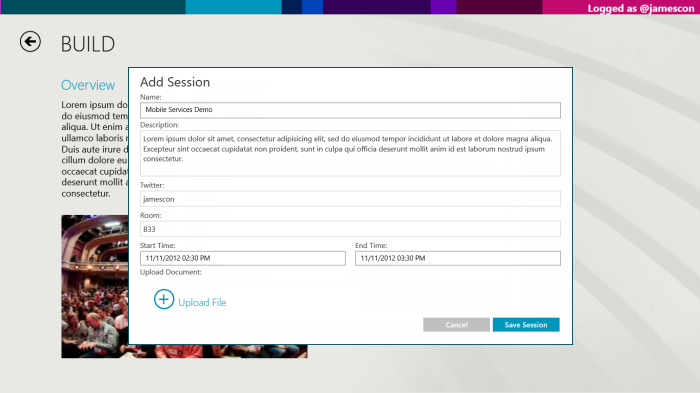 Logged as @jamescon
BUILD
Overview
Lorem ipsum do
do eiusmod tem
aliqua. Ut enim a
ullamco laboris n
Duis aute irure d
cillum dolore eu
occaecat cupidat
deserunt mollit a
consectetur.
Add Session
Name:
Mobile Services Demo
Description:
Lorem ipsum dolor sit amet, consectetur adipisicing elit, sed do eiusmod tempor incididunt ut labore et dolore magna aliqua.
Excepteur sint occaecat cupidatat non proident, sunt in culpa qui officia deserunt mollit anim id est laborum nostrud ipsum
consectetur.
Twitter:
jamescon
Room:
B33
Start Time:
End Time:
11/11/2012 02:30 PM
11/11/2012 03:30 PM
Upload Document:
Upload File
Cancel
Save Session